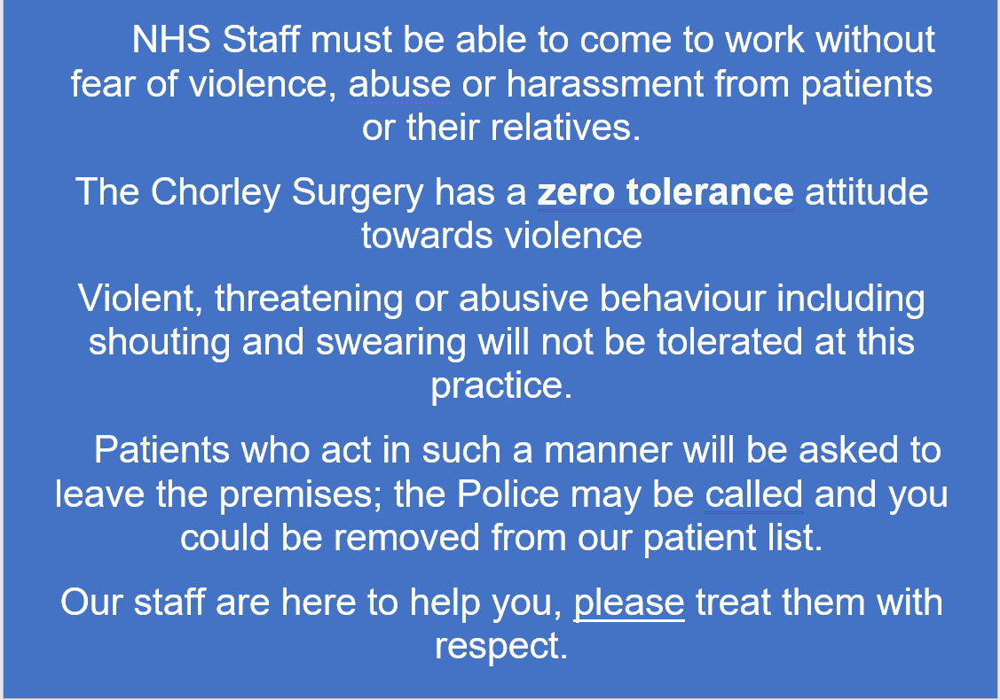 NHS Staff must be able to come to work without
fear of violence, abuse or harassment from patients
or their relatives.
The Chorley Surgery has a zero tolerance attitude
towards violence
Violent, threatening or abusive behaviour including
shouting and swearing will not be tolerated at this
practice.
Patients who act in such a manner will be asked to
leave the premises; the Police may be called and you
could be removed from our patient list.
Our staff are here to help you, please treat them with
respect.